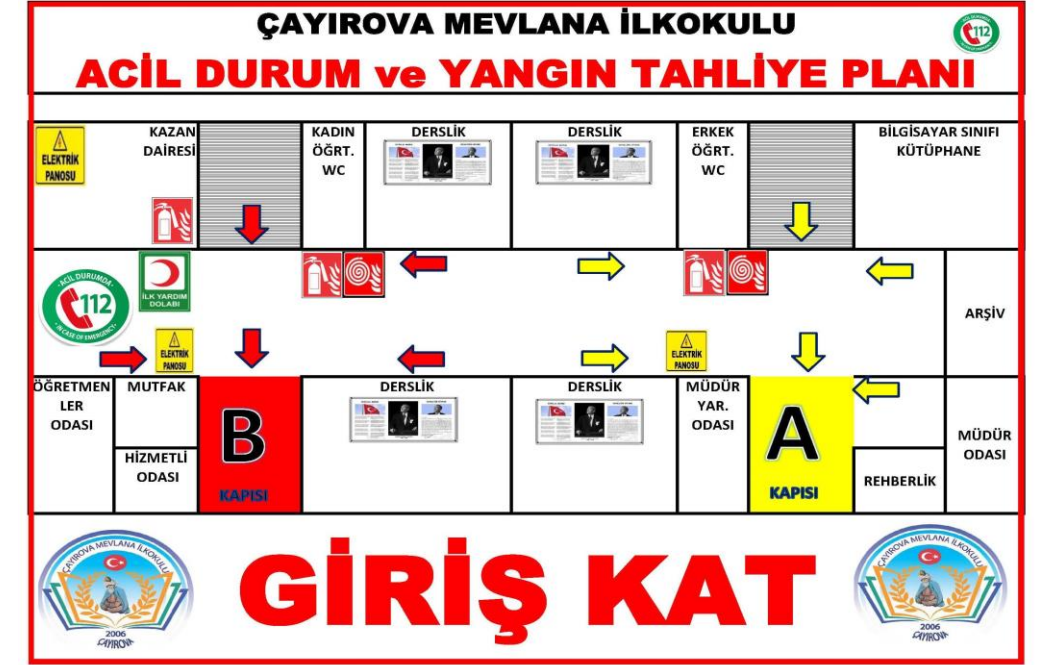 ÇAYIROVA MEVLANA İLKOKULU
112
ACİL DURUM ve YANGIN TAHLİYE PLANI
ELEKTRİK
PANOSU
KAZAN
DAİRESİ
KADIN
ÖĞRT.
WC
DERSLİK
DERSLİK
ERKEK
ÖĞRT.
WC
BİLGİSAYAR SINIFI
KÜTÜPHANE
ACİL DURUMDA
112
IN CASE OF EMERGENCY
İLK YARDIM
DOLABI
ELEKTRİK
PANOSU
ELEKTRİK
PANOSU
ARŞİV
ÖĞRETMEN
LER
ODASI
MUTFAK
HİZMETLİ
ODASI
B
KAPISI
DERSLİK
DERSLİK
MÜDÜR
YAR.
ODASI
A
KAPISI
REHBERLİK
MÜDÜR
ODASI
ÇAYIROVA MEVLANA İLKOKULU
2006
ÇAYIROVA
GİRİŞ KAT
ÇAYIROVA MEVLANA İLKOKULU
2006
ÇAYIROVA